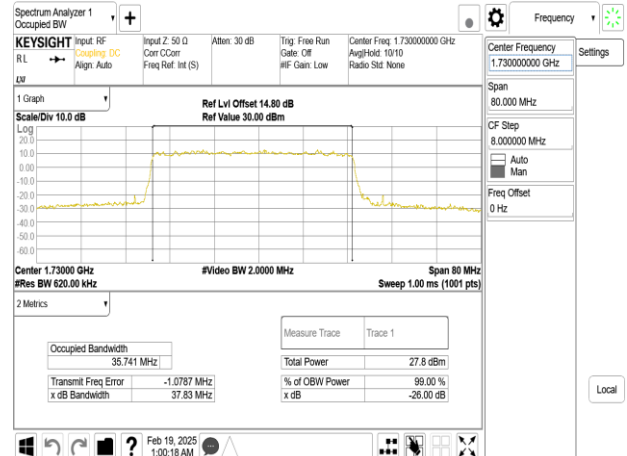 Spectrum Analyzer 1
Occupied BW
Frequency
KEYSIGHT
Input: RF
Input Z: 50 Ω
Atten: 30 dB
Trig: Free Run
Center Freq: 1.730000000 GHz
RL
Coupling: DC
Corr CCorr
Gate: Off
Avg|Hold: 10/10
Align: Auto
Freq Ref: Int (S)
#IF Gain: Low
Radio Std: None
LXI
Center Frequency
1.730000000 GHz
Settings
Span
80.000 MHz
CF Step
8.000000 MHz
Auto
Man
Freq Offset
0 Hz
Local
1 Graph
Ref Lvl Offset 14.80 dB
Scale/Div 10.0 dB
Ref Value 30.00 dBm
Log
20.0
10.0
0.00
-10.0
-20.0
-30.0
-40.0
-50.0
-60.0
Center 1.73000 GHz
#Video BW 2.0000 MHz
Span 80 MHz
#Res BW 620.00 kHz
Sweep 1.00 ms (1001 pts)
2 Metrics
Measure Trace
Trace 1
Occupied Bandwidth
35.741 MHz
Total Power
27.8 dBm
Transmit Freq Error
-1.0787 MHz
% of OBW Power
99.00 %
x dB Bandwidth
37.83 MHz
x dB
-26.00 dB
?
Feb 19, 2025
1:00:18 AM